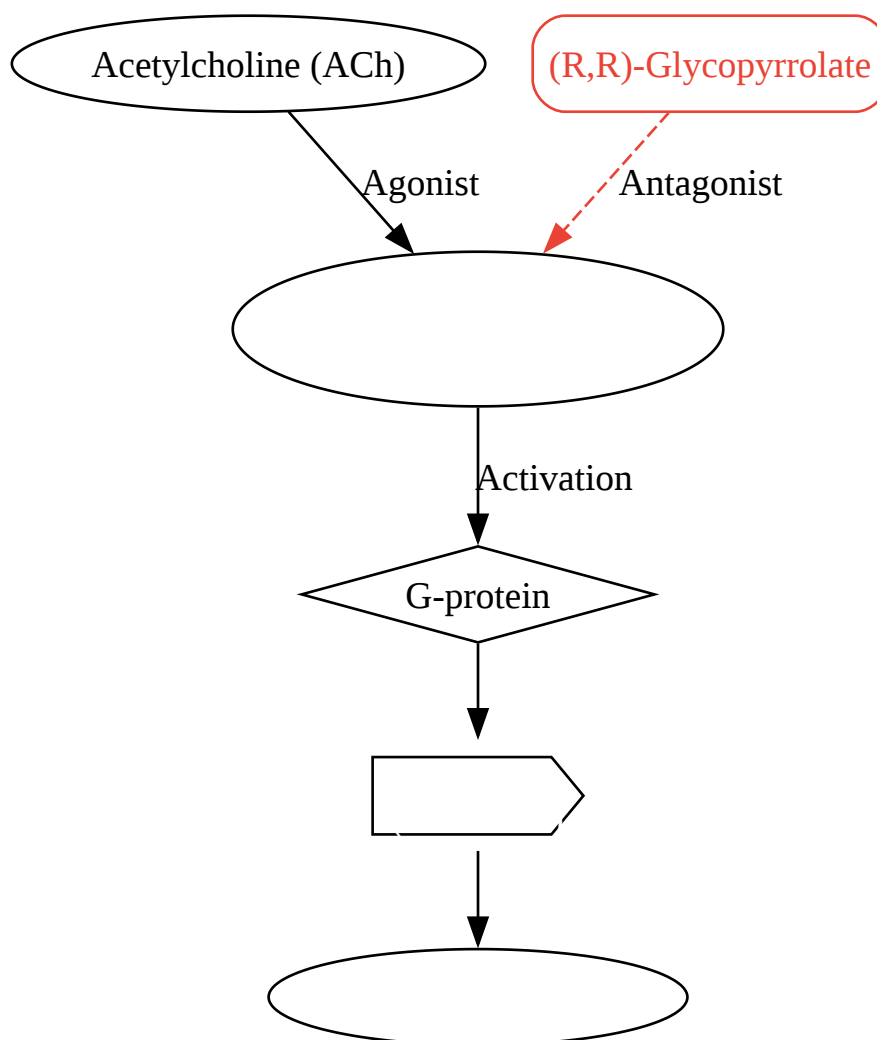 Acetylcholine (ACh)
(R,R)-Glycopyrrolate
Agonist
Antagonist
Activation
G-protein